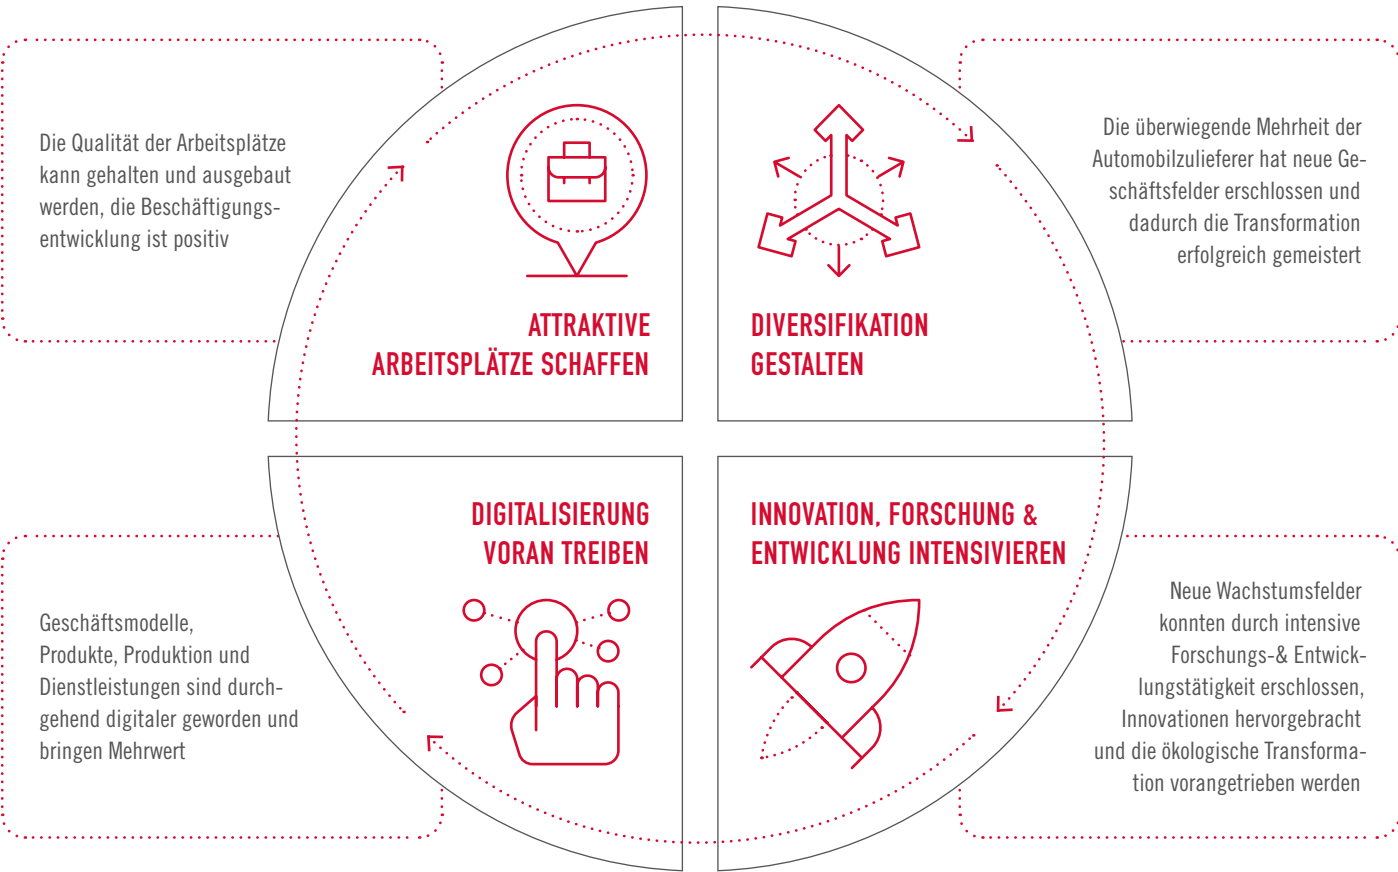 Die Qualität der Arbeitsplätze
kann gehalten und ausgebaut
werden, die Beschäftigungs-
entwicklung ist positiv
ATTRAKTIVE
ARBEITSPLÄTZE SCHAFFEN
DIVERSIFIKATION
GESTALTEN
Die überwiegende Mehrheit der
Automobilzulieferer hat neue Ge-
schäftsfelder erschlossen und
dadurch die Transformation
erfolgreich gemeistert
Geschäftsmodelle,
Produkte, Produktion und
Dienstleistungen sind durch-
gehend digitaler geworden und
bringen Mehrwert
DIGITALISIERUNG
VORAN TREIBEN
INNOVATION, FORSCHUNG &
ENTWICKLUNG INTENSIVIEREN
Neue Wachstumsfelder
konnten durch intensive
Forschungs-& Entwick-
lungstätigkeit erschlossen,
Innovationen hervorgebracht
und die ökologische Transforma-
tion vorangetrieben werden